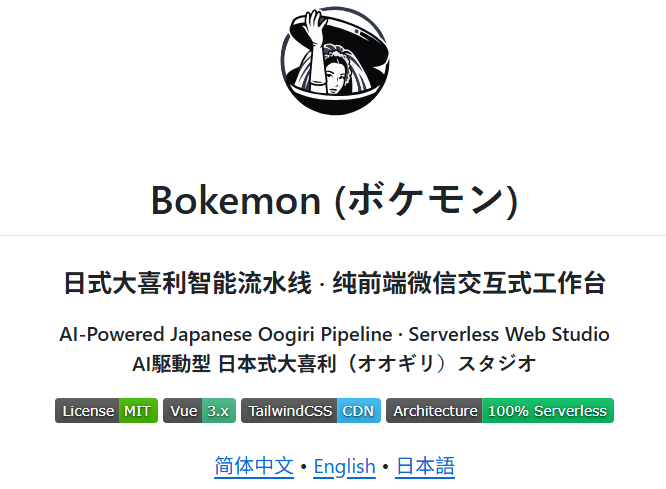 Bokemon (ボケモン)
日式大喜利智能流水线 · 纯前端微信交互式工作台
AI-Powered Japanese Oogiri Pipeline · Serverless Web Studio
AI駆動型 日本式大喜利（オオギリ）スタジオ
License MIT Vue 3.x TailwindCSS CDN Architecture 100% Serverless
简体中文 • English • 日本語